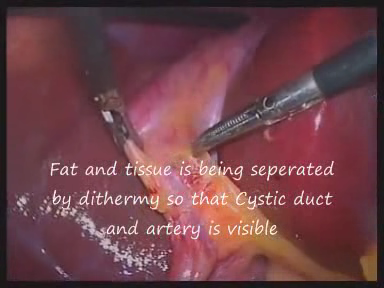 Fat and tissue is being seperated
by dithermy so that Cystic duct
and artery is visible